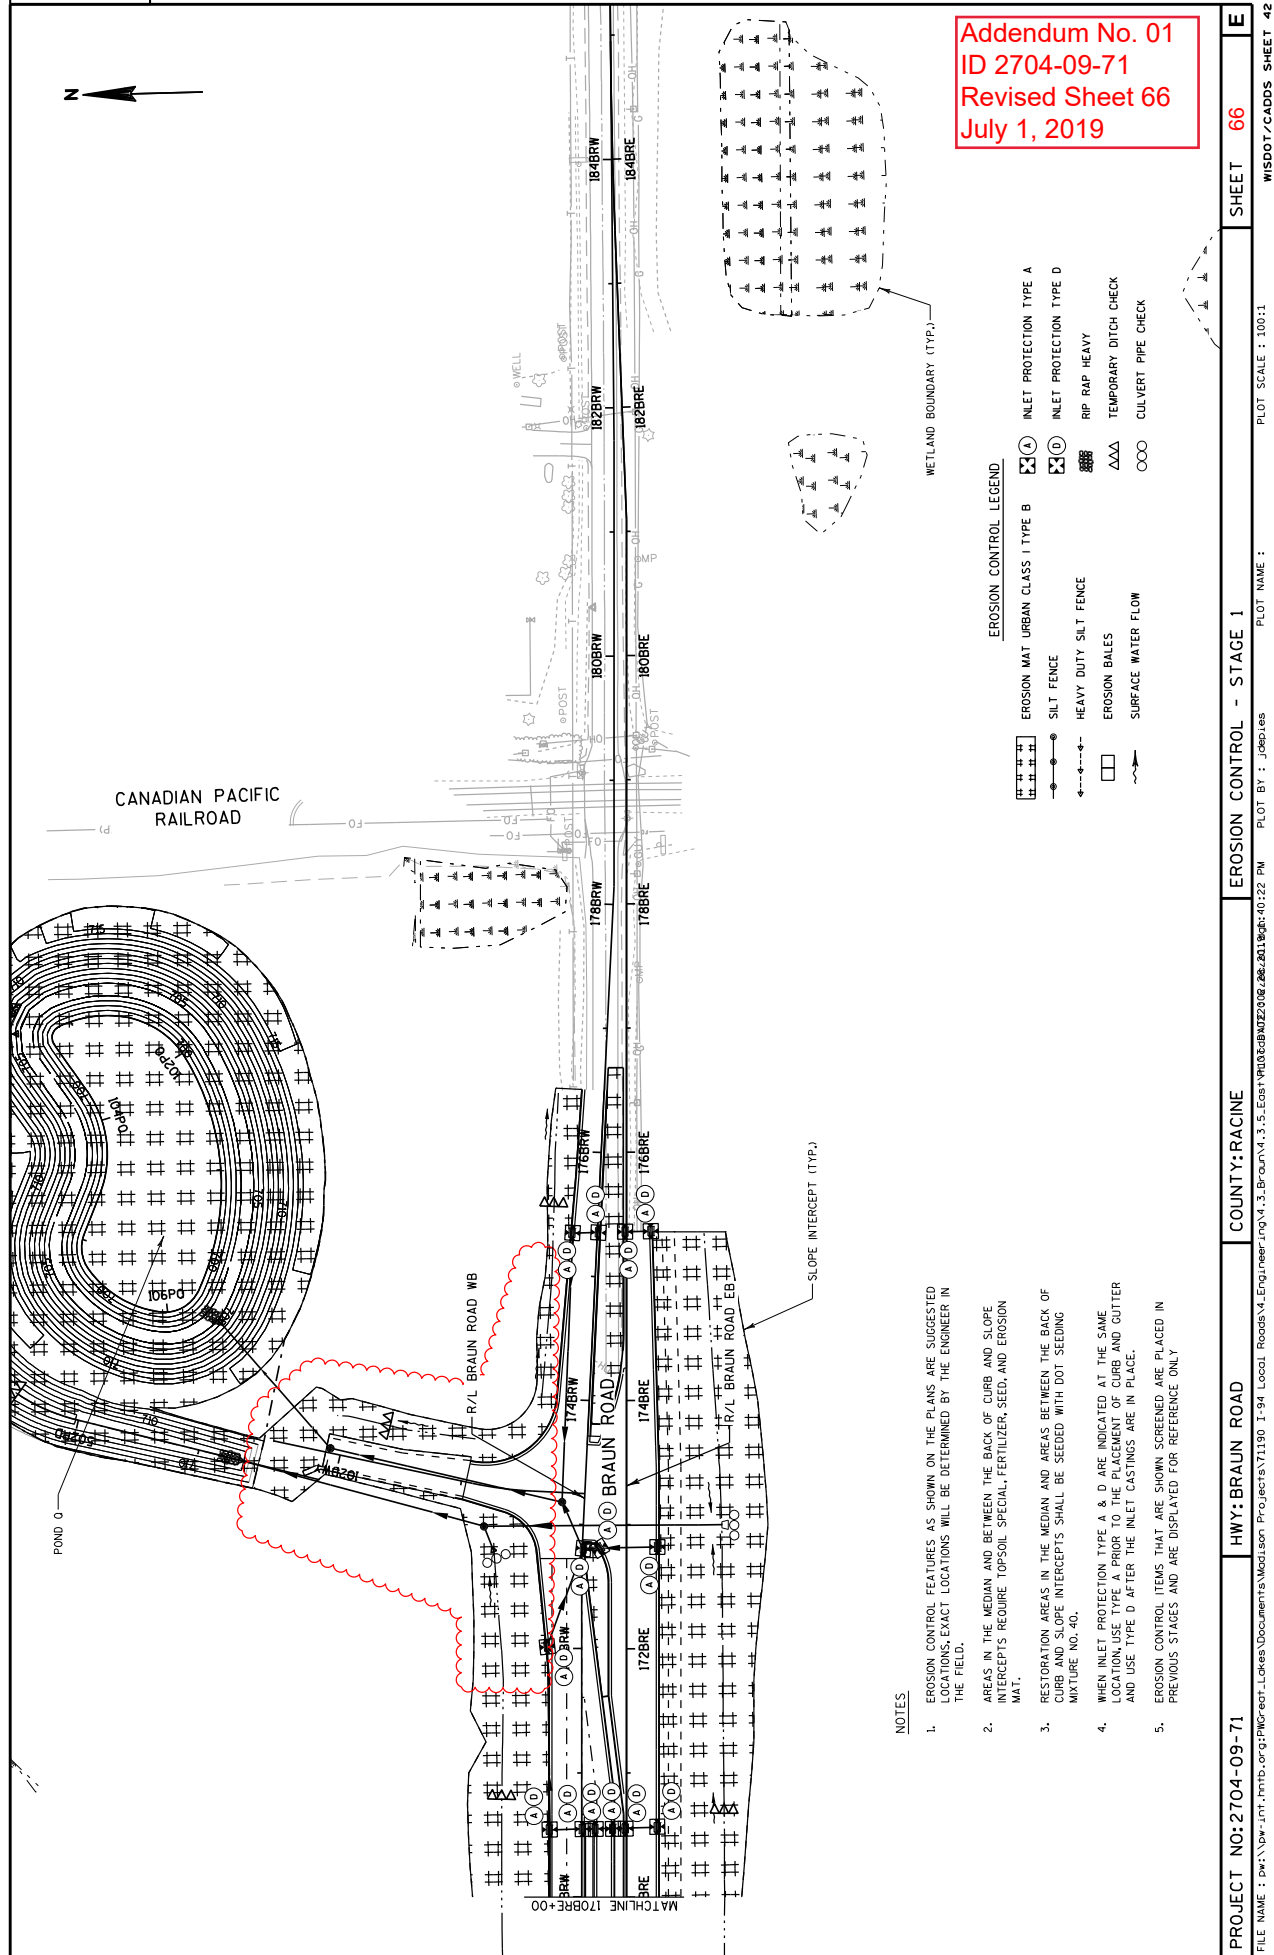 Addendum No. 01
ID 2704-09-71
Revised Sheet 66
July 1, 2019
N
CANADIAN PACIFIC
RAILROAD
POND Q
502RD
102BWY
106PO
104PO
102PO
710
705
700
715
R/L BRAUN ROAD WB
R/L BRAUN ROAD EB
BRAUN ROAD
SLOPE INTERCEPT (TYP.)
WETLAND BOUNDARY (TYP.)
MATCHLINE 170BRE+00
172BRE
174BRW
174BRE
176BRW
176BRE
178BRW
178BRE
180BRW
180BRE
182BRW
182BRE
184BRW
184BRE
WELL
POST
POST
EROSION CONTROL LEGEND
EROSION MAT URBAN CLASS I TYPE B
SILT FENCE
HEAVY DUTY SILT FENCE
EROSION BALES
SURFACE WATER FLOW
A INLET PROTECTION TYPE A
D INLET PROTECTION TYPE D
RIP RAP HEAVY
TEMPORARY DITCH CHECK
CULVERT PIPE CHECK
NOTES
1. EROSION CONTROL FEATURES AS SHOWN ON THE PLANS ARE SUGGESTED
LOCATIONS, EXACT LOCATIONS WILL BE DETERMINED BY THE ENGINEER IN
THE FIELD.
2. AREAS IN THE MEDIAN AND BETWEEN THE BACK OF CURB AND SLOPE
INTERCEPTS REQUIRE TOPSOIL SPECIAL, FERTILIZER, SEED, AND EROSION
MAT.
3. RESTORATION AREAS IN THE MEDIAN AND AREAS BETWEEN THE BACK OF
CURB AND SLOPE INTERCEPTS SHALL BE SEEDED WITH DOT SEEDING
MIXTURE NO. 40.
4. WHEN INLET PROTECTION TYPE A & D ARE INDICATED AT THE SAME
LOCATION, USE TYPE A PRIOR TO THE PLACEMENT OF CURB AND GUTTER
AND USE TYPE D AFTER THE INLET CASTINGS ARE IN PLACE.
5. EROSION CONTROL ITEMS THAT ARE SHOWN SCREENED ARE PLACED IN
PREVIOUS STAGES AND ARE DISPLAYED FOR REFERENCE ONLY
PROJECT NO: 2704-09-71
HWY: BRAUN ROAD
COUNTY: RACINE
EROSION CONTROL - STAGE 1
SHEET 66
E
PLOT BY : jdepies
PLOT NAME :
PLOT SCALE : 100:1
WISDOT/CADDS SHEET 42